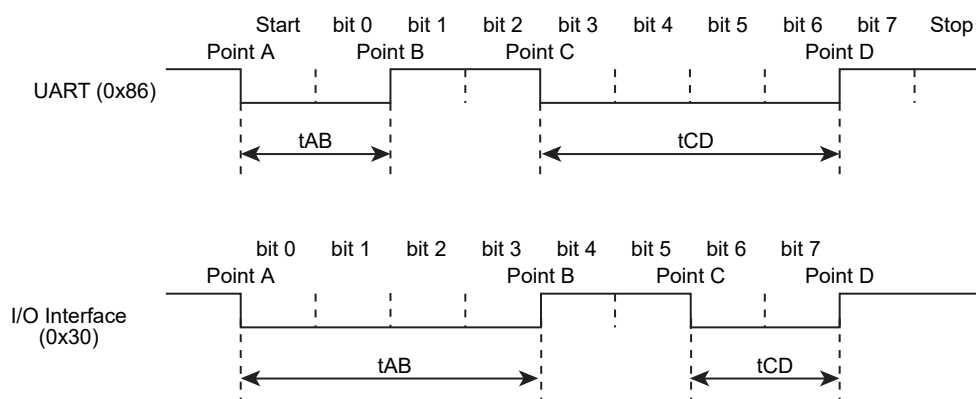 Start bit 0 bit 1 bit 2 bit 3 bit 4 bit 5 bit 6 bit 7 Stop
Point A Point B Point C Point D
UART (0x86)
tAB tCD
bit 0 bit 1 bit 2 bit 3 bit 4 bit 5 bit 6 bit 7
Point A Point B Point C Point D
I/O Interface
(0x30)
tAB tCD